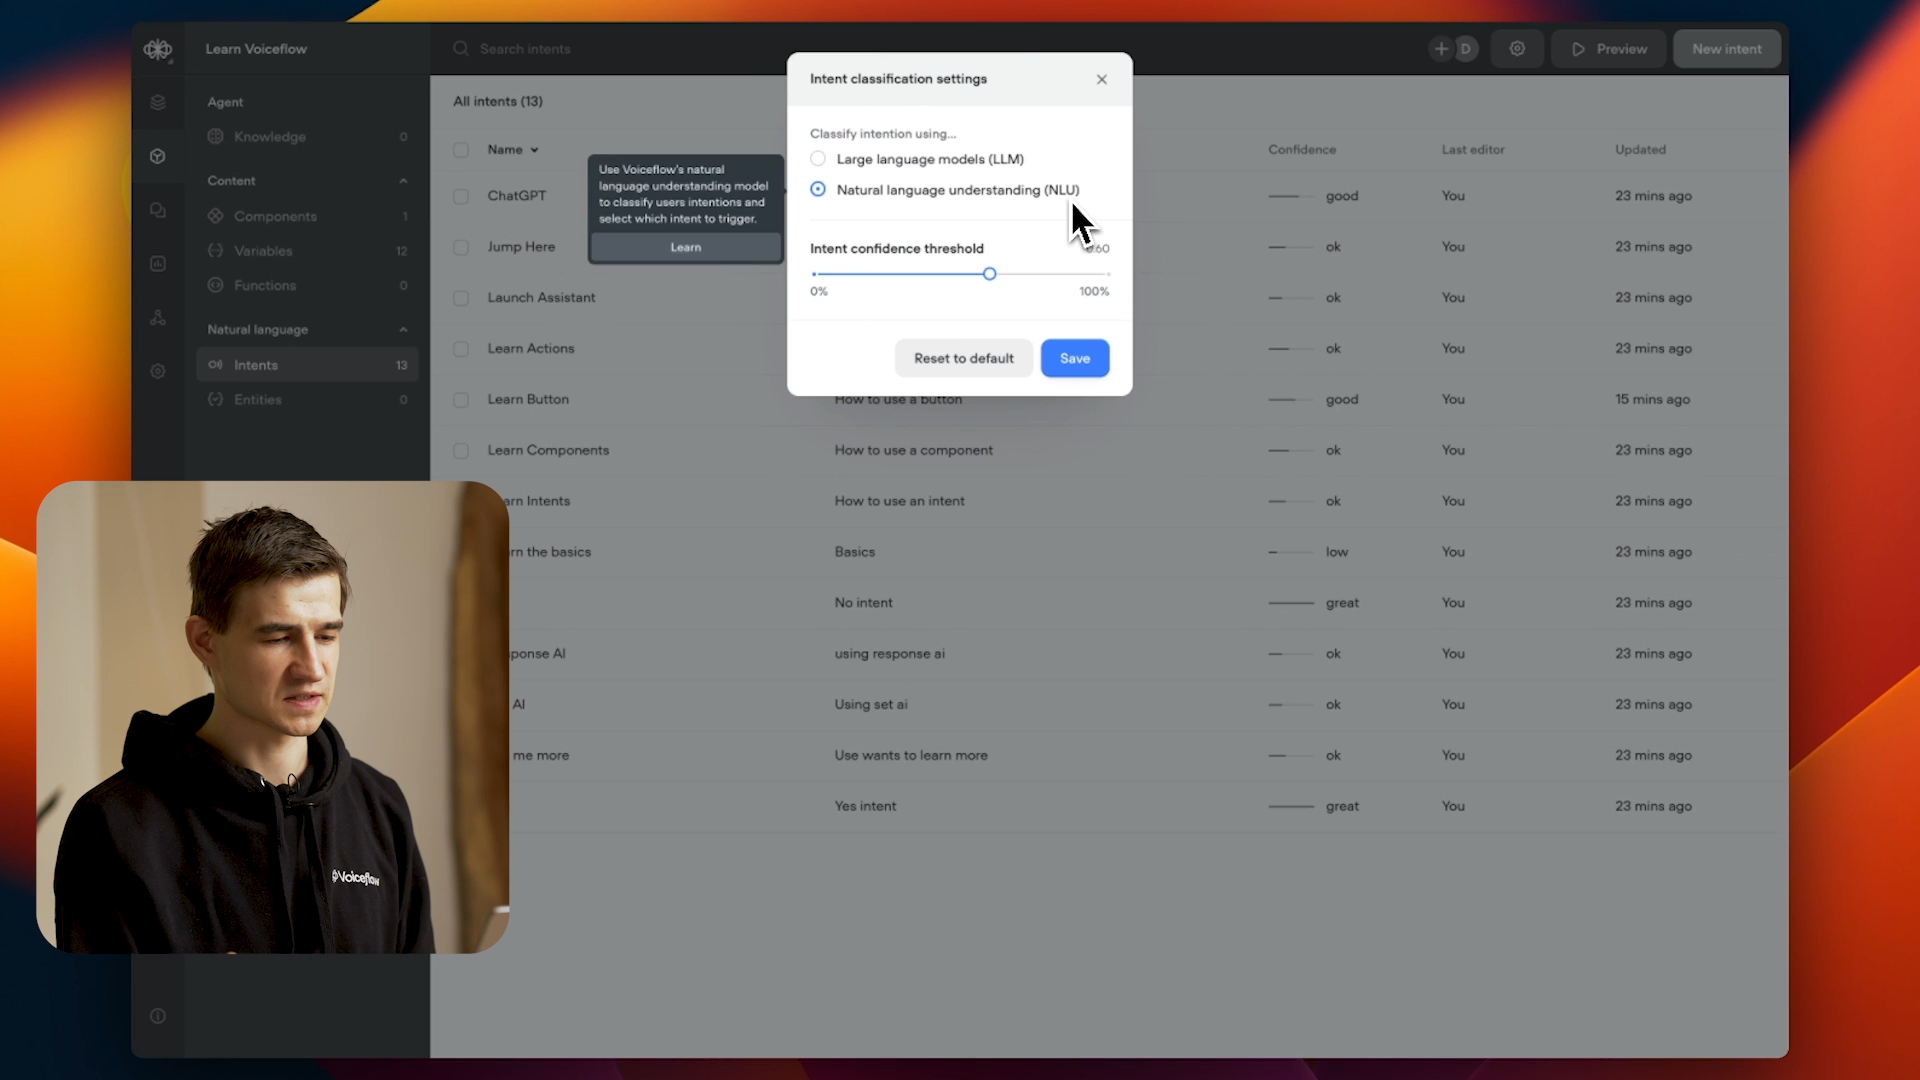 Learn Voiceflow
Search intents
D
Preview
New intent
Agent
Knowledge 0
Content
Components 1
Variables 12
Functions 0
Natural language
Intents 13
Entities 0
All intents (13)
Name
Confidence
Last editor
Updated
ChatGPT
good
You
23 mins ago
Jump Here
ok
You
23 mins ago
Launch Assistant
ok
You
23 mins ago
Learn Actions
ok
You
23 mins ago
Learn Button
How to use a button
good
You
15 mins ago
Learn Components
How to use a component
ok
You
23 mins ago
arn Intents
How to use an intent
ok
You
23 mins ago
rn the basics
Basics
low
You
23 mins ago
No intent
great
You
23 mins ago
ponse AI
using response ai
ok
You
23 mins ago
AI
Using set ai
ok
You
23 mins ago
me more
Use wants to learn more
ok
You
23 mins ago
Yes intent
great
You
23 mins ago
Intent classification settings
Classify intention using...
Large language models (LLM)
Natural language understanding (NLU)
Intent confidence threshold
0% 100%
Reset to default
Save
Use Voiceflow's natural
language understanding model
to classify users intentions and
select which intent to trigger.
Learn
Voiceflow